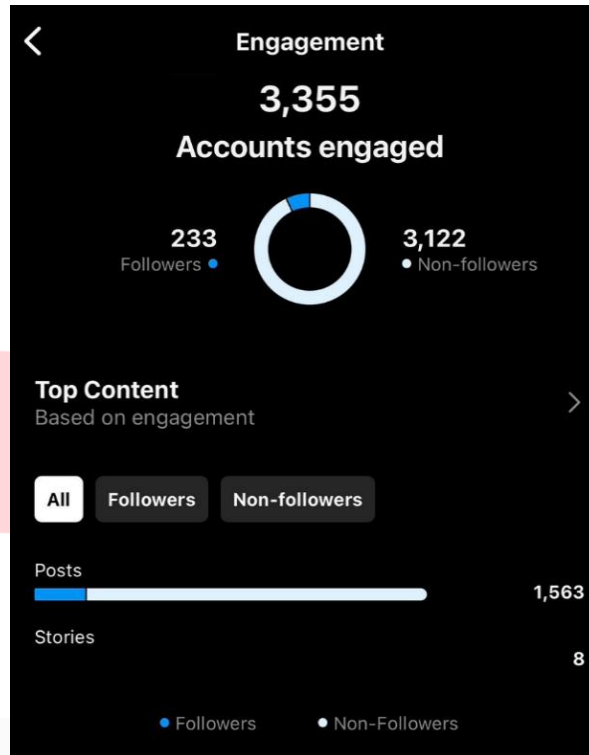 Engagement
3,355
Accounts engaged
233 3,122
Followers Non-followers
Top Content
Based on engagement
All Followers Non-followers
Posts
1,563
Stories
8
Followers Non-Followers